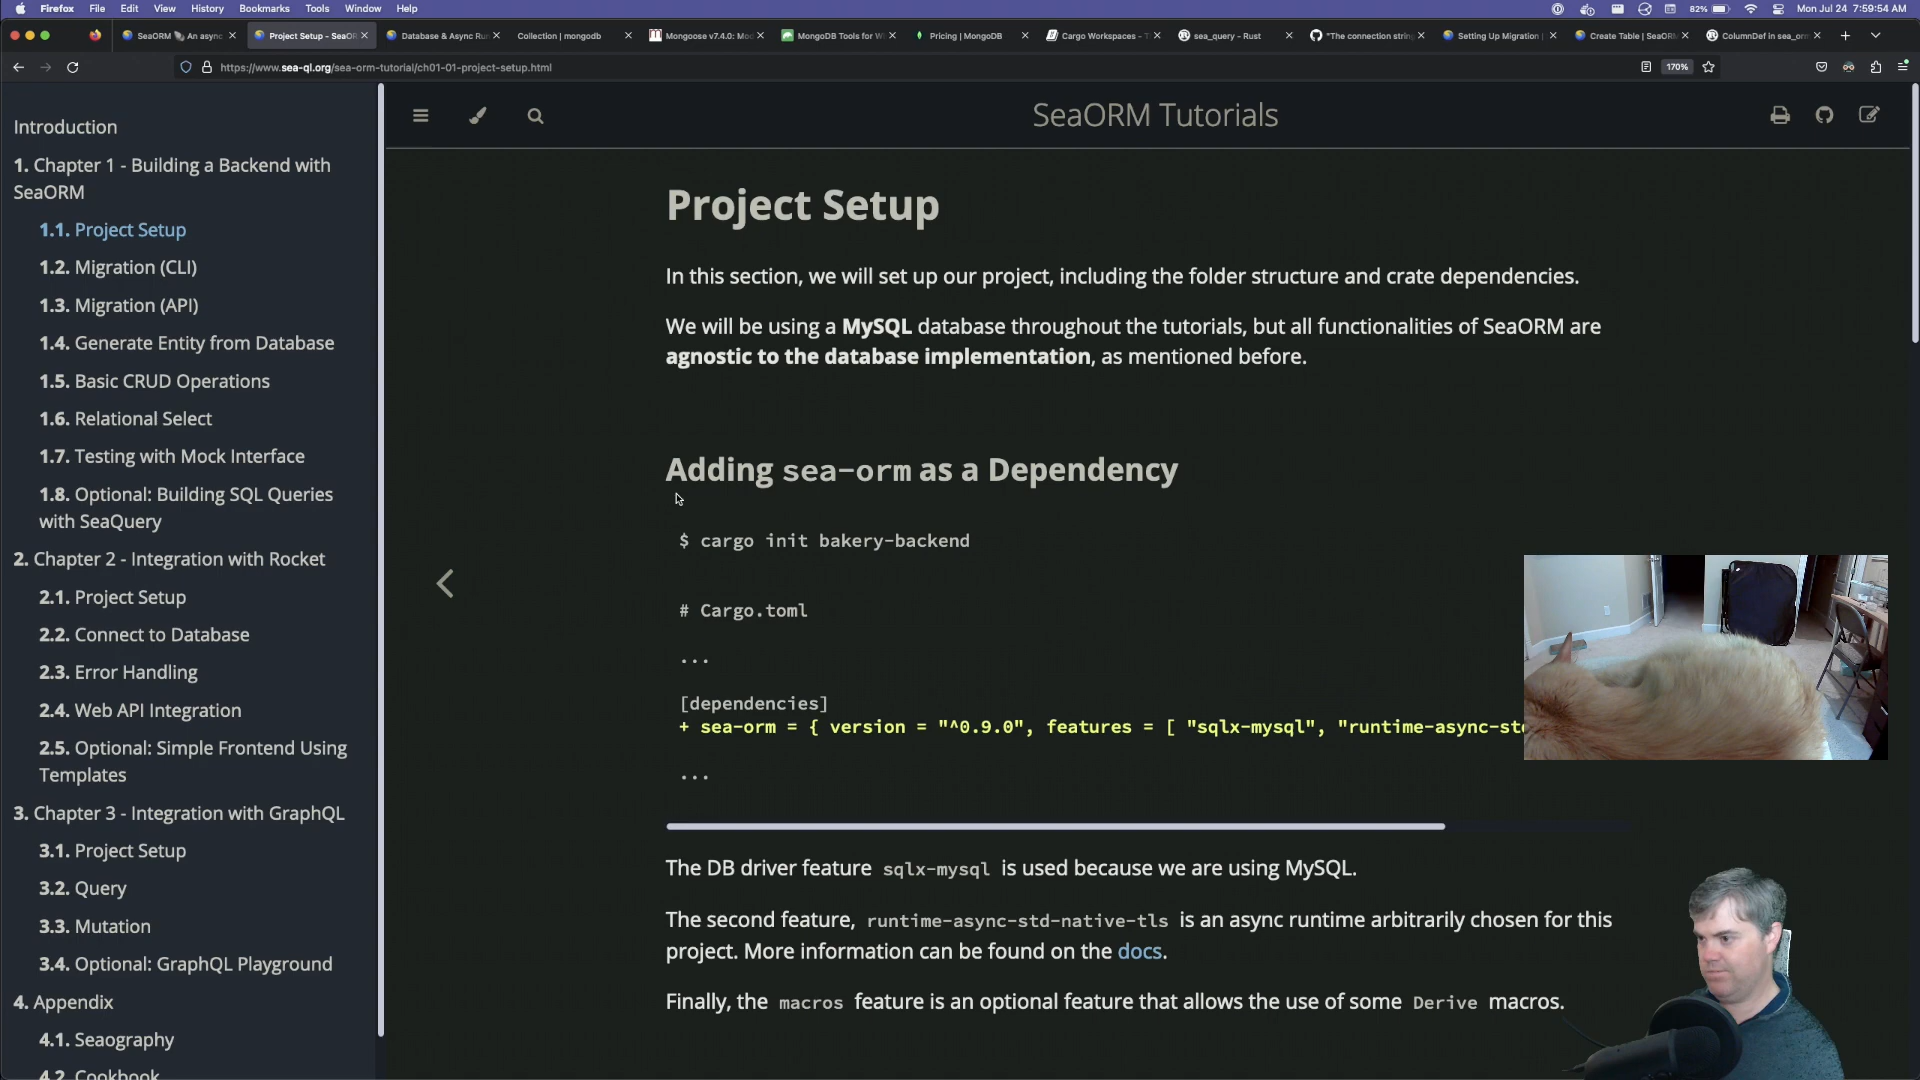 Firefox File Edit View History Bookmarks Tools Window Help
82% Mon Jul 24 7:59:54 AM
SeaORM An async
Project Setup - SeaOR
Database & Async Ru
Collection | mongodb
Mongoose v7.4.0: Mo
MongoDB Tools for
Pricing | MongoDB
Cargo Workspaces - T
sea_query - Rust
"The connection strin
Setting Up Migration |
Create Table | SeaORM
ColumnDef in sea_orm
https://www.sea-ql.org/sea-orm-tutorial/ch01-01-project-setup.html
170%
Introduction
1. Chapter 1 - Building a Backend with
SeaORM
1.1. Project Setup
1.2. Migration (CLI)
1.3. Migration (API)
1.4. Generate Entity from Database
1.5. Basic CRUD Operations
1.6. Relational Select
1.7. Testing with Mock Interface
1.8. Optional: Building SQL Queries
with SeaQuery
2. Chapter 2 - Integration with Rocket
2.1. Project Setup
2.2. Connect to Database
2.3. Error Handling
2.4. Web API Integration
2.5. Optional: Simple Frontend Using
Templates
3. Chapter 3 - Integration with GraphQL
3.1. Project Setup
3.2. Query
3.3. Mutation
3.4. Optional: GraphQL Playground
4. Appendix
4.1. Seaography
4.2. Cookbook
SeaORM Tutorials
Project Setup
In this section, we will set up our project, including the folder structure and crate dependencies.
We will be using a MySQL database throughout the tutorials, but all functionalities of SeaORM are
agnostic to the database implementation, as mentioned before.
Adding sea-orm as a Dependency
$ cargo init bakery-backend
# Cargo.toml
...
[dependencies]
+ sea-orm = { version = "^0.9.0", features = [ "sqlx-mysql", "runtime-async-std
...
The DB driver feature sqlx-mysql is used because we are using MySQL.
The second feature, runtime-async-std-native-tls is an async runtime arbitrarily chosen for this
project. More information can be found on the docs.
Finally, the macros feature is an optional feature that allows the use of some Derive macros.